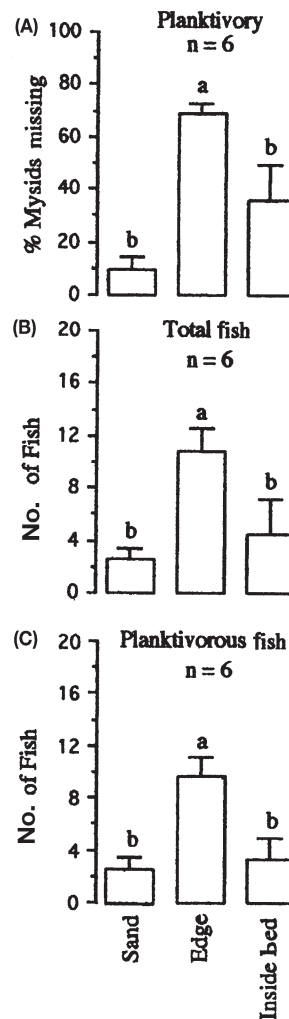 (A)
Planktivory
n = 6
% Mysids missing
100
80
60
40
20
0
b
a
b
(B)
Total fish
n = 6
No. of Fish
20
16
12
8
4
0
b
a
b
(C)
Planktivorous fish
n = 6
No. of Fish
20
16
12
8
4
0
b
a
b
Sand
Edge
Inside bed